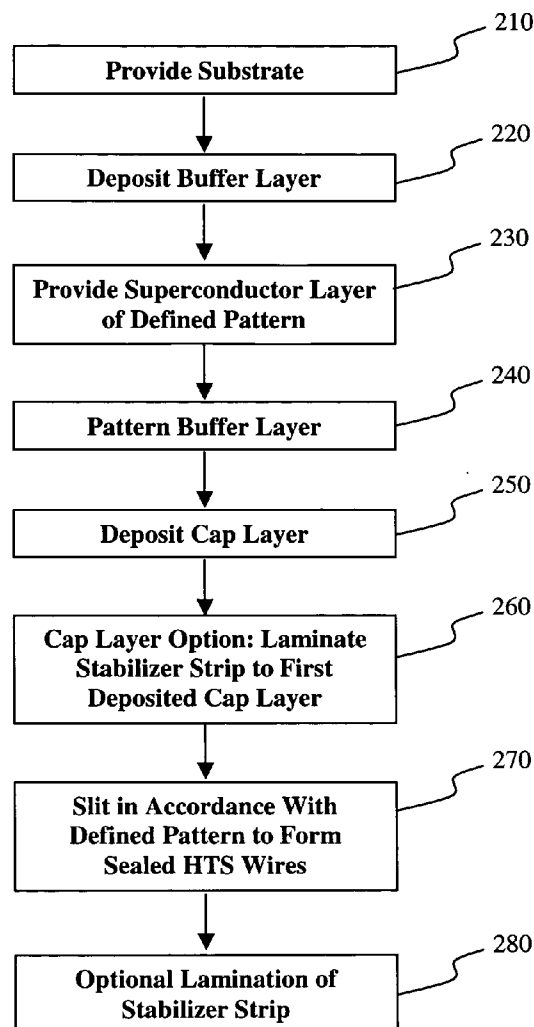 210
Provide Substrate
220
Deposit Buffer Layer
230
Provide Superconductor Layer
of Defined Pattern
240
Pattern Buffer Layer
250
Deposit Cap Layer
260
Cap Layer Option: Laminate
Stabilizer Strip to First
Deposited Cap Layer
270
Slit in Accordance With
Defined Pattern to Form
Sealed HTS Wires
280
Optional Lamination of
Stabilizer Strip